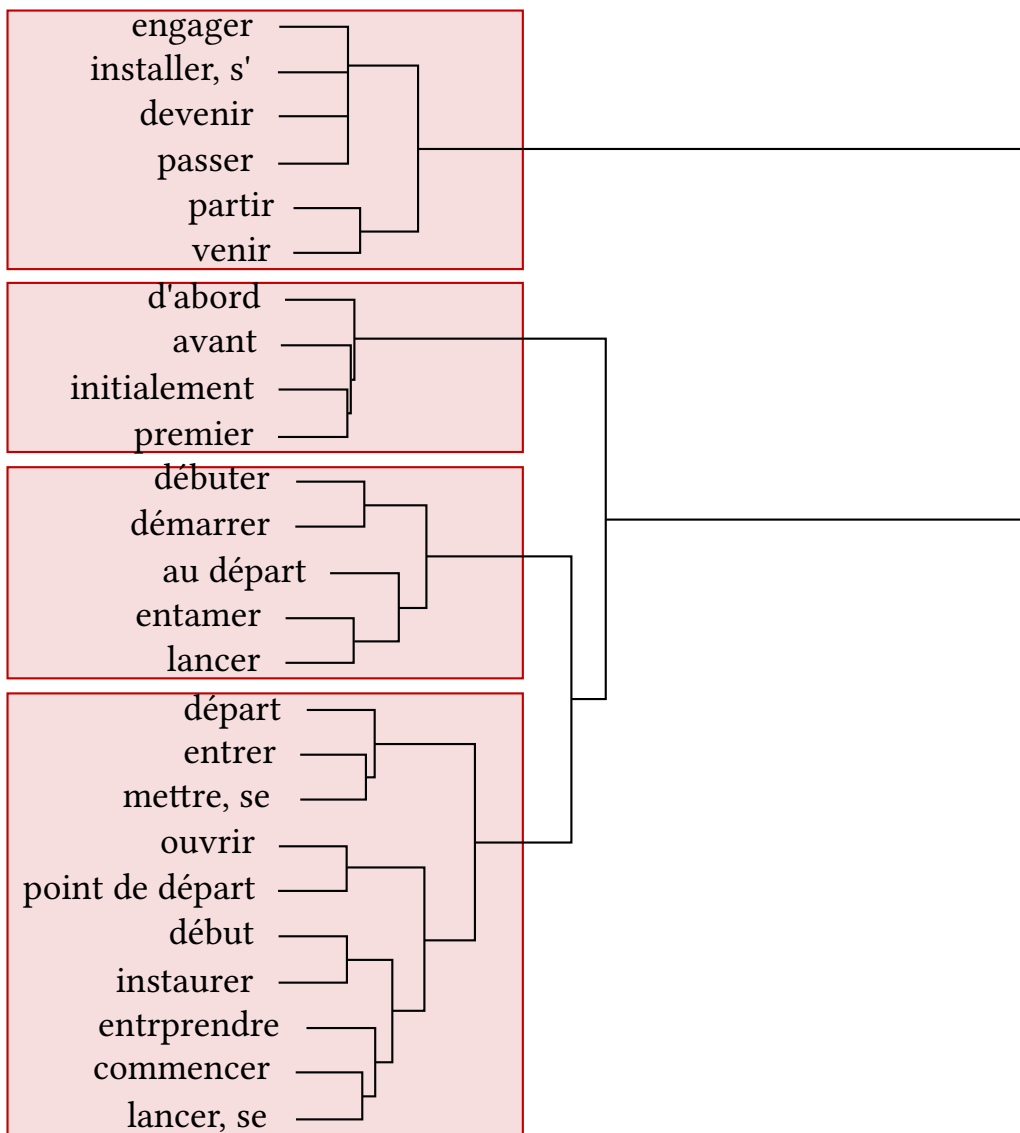 engager
installer, s'
devenir
passer
partir
venir
d'abord
avant
initialement
premier
débuter
démarrer
au départ
entamer
lancer
départ
entrer
mettre, se
ouvrir
point de départ
début
instaurer
entrprendre
commencer
lancer, se